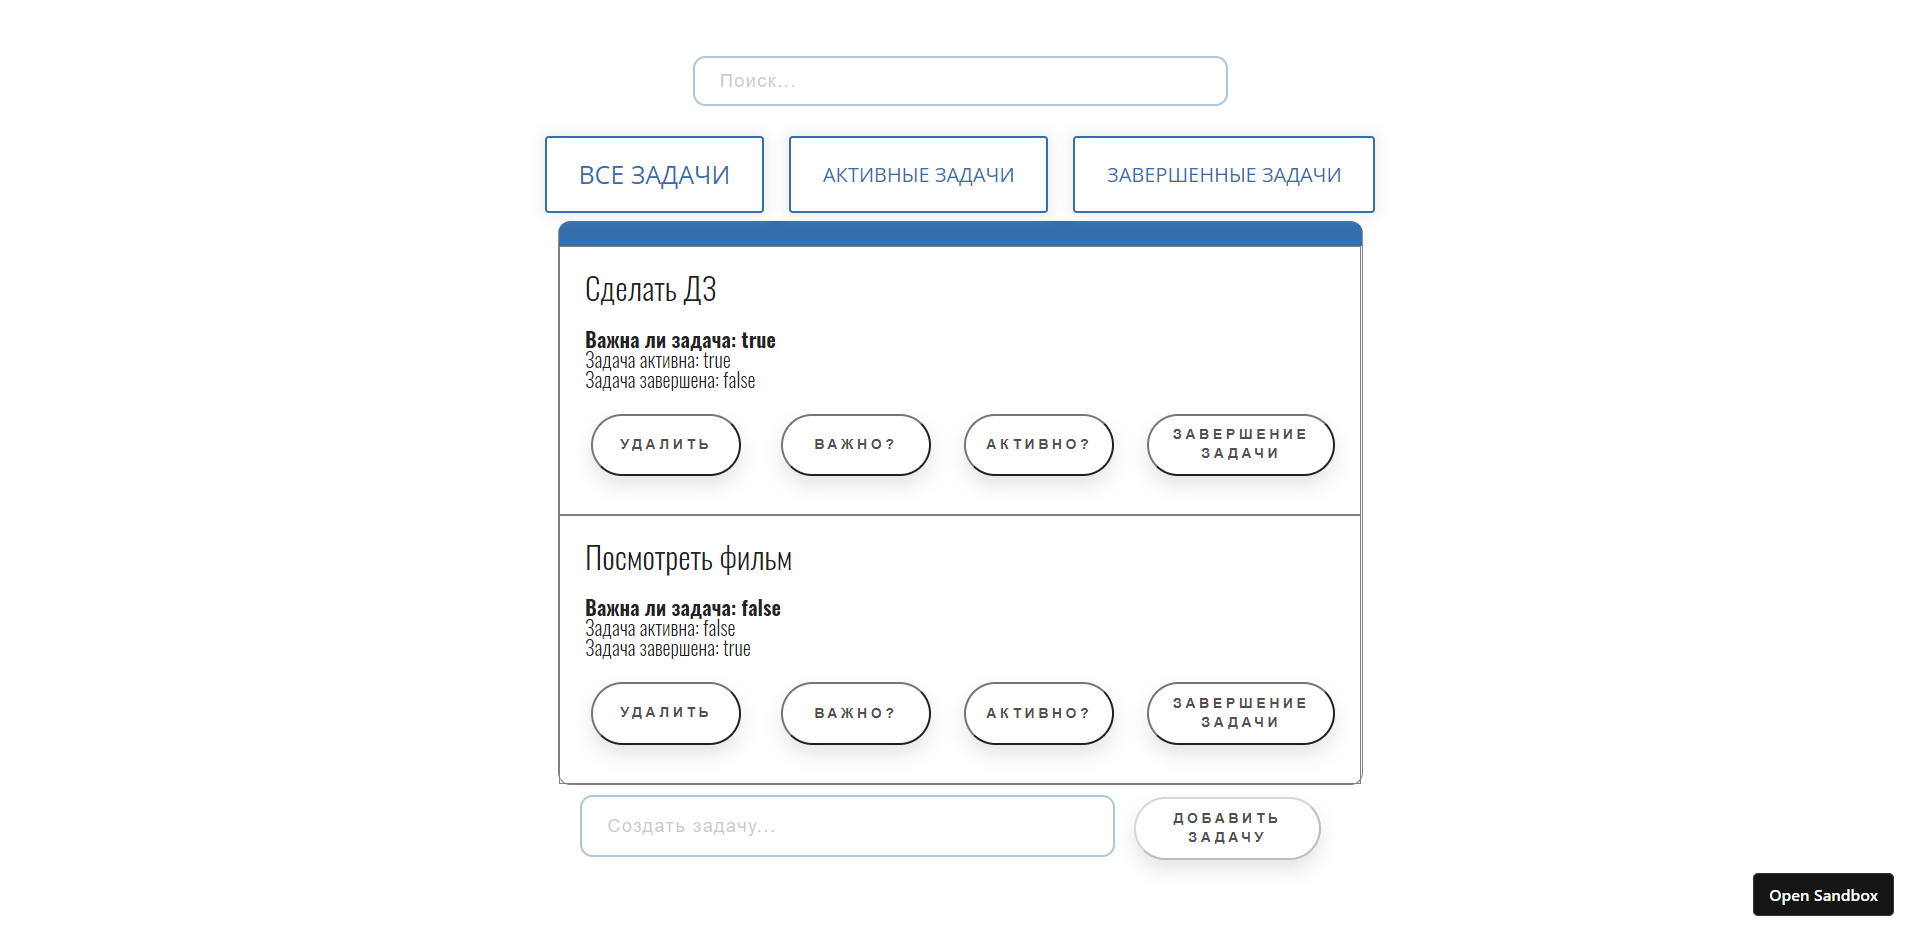 Поиск...
ВСЕ ЗАДАЧИ
АКТИВНЫЕ ЗАДАЧИ
ЗАВЕРШЕННЫЕ ЗАДАЧИ
Сделать ДЗ
Важна ли задача: true
Задача активна: true
Задача завершена: false
УДАЛИТЬ
ВАЖНО?
АКТИВНО?
ЗАВЕРШЕНИЕ
ЗАДАЧИ
Посмотреть фильм
Важна ли задача: false
Задача активна: false
Задача завершена: true
УДАЛИТЬ
ВАЖНО?
АКТИВНО?
ЗАВЕРШЕНИЕ
ЗАДАЧИ
Создать задачу...
ДОБАВИТЬ
ЗАДАЧУ
Open Sandbox